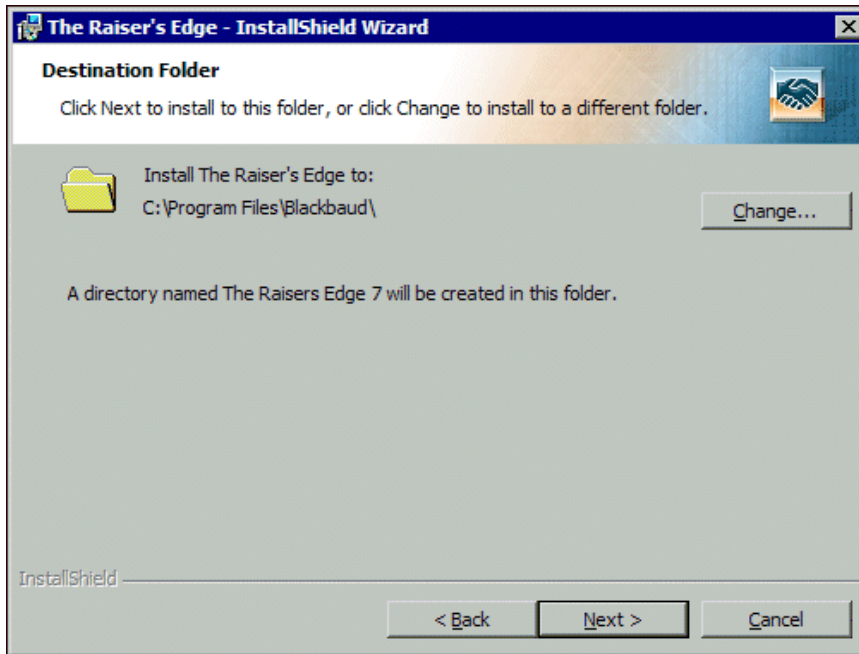 The Raiser's Edge - InstallShield Wizard
Destination Folder
Click Next to install to this folder, or click Change to install to a different folder.
Install The Raiser's Edge to:
C:\Program Files\Blackbaud\
Change...
A directory named The Raisers Edge 7 will be created in this folder.
InstallShield
< Back
Next >
Cancel